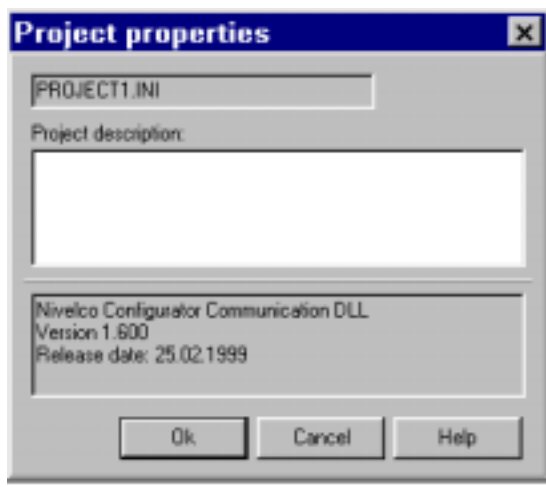 Project properties
PROJECT1.INI
Project description:
Nivelco Configurator Communication DLL
Version 1.600
Release date: 25.02.1999
Ok
Cancel
Help